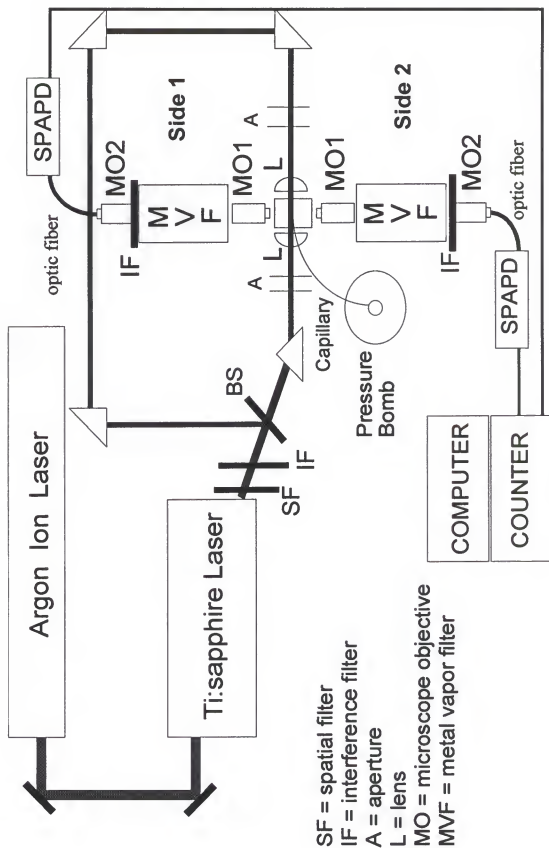 Argon Ion Laser
Ti:sapphire Laser
SF
IF
BS
optic fiber
SPAPD
MO2
IF
M
V
F
Side 1
MO1
A
L
L
A
Capillary
Pressure
Bomb
MO1
Side 2
M
V
F
IF
MO2
optic fiber
SPAPD
COMPUTER
COUNTER
SF = spatial filter
IF = interference filter
A = aperture
L = lens
MO = microscope objective
MVF = metal vapor filter